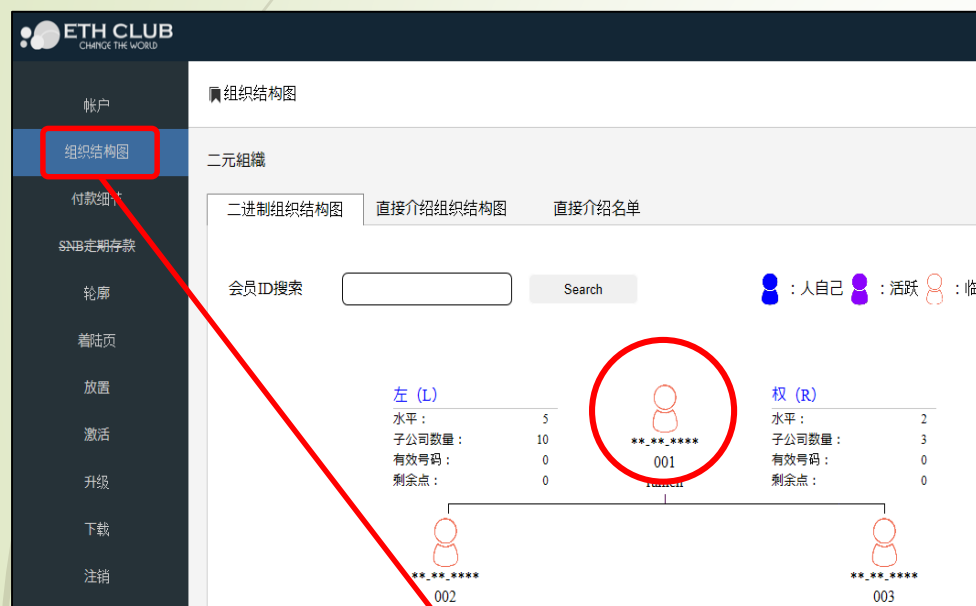 ETH CLUB
CHANGE THE WORLD
帐户
组织结构图
付款细节
SNB定期存款
轮廓
着陆页
放置
激活
升级
下载
注销
组织结构图
二元组織
二进制组织结构图 直接介绍组织结构图 直接介绍名单
会员ID搜索 Search :人自己 :活跃 :临
左 (L)
水平: 5
子公司数量: 10
有效号码: 0
剩余点: 0
**-**-****
001
权 (R)
水平: 2
子公司数量: 3
有效号码: 0
剩余点: 0
**-**-****
002
**-**-****
003